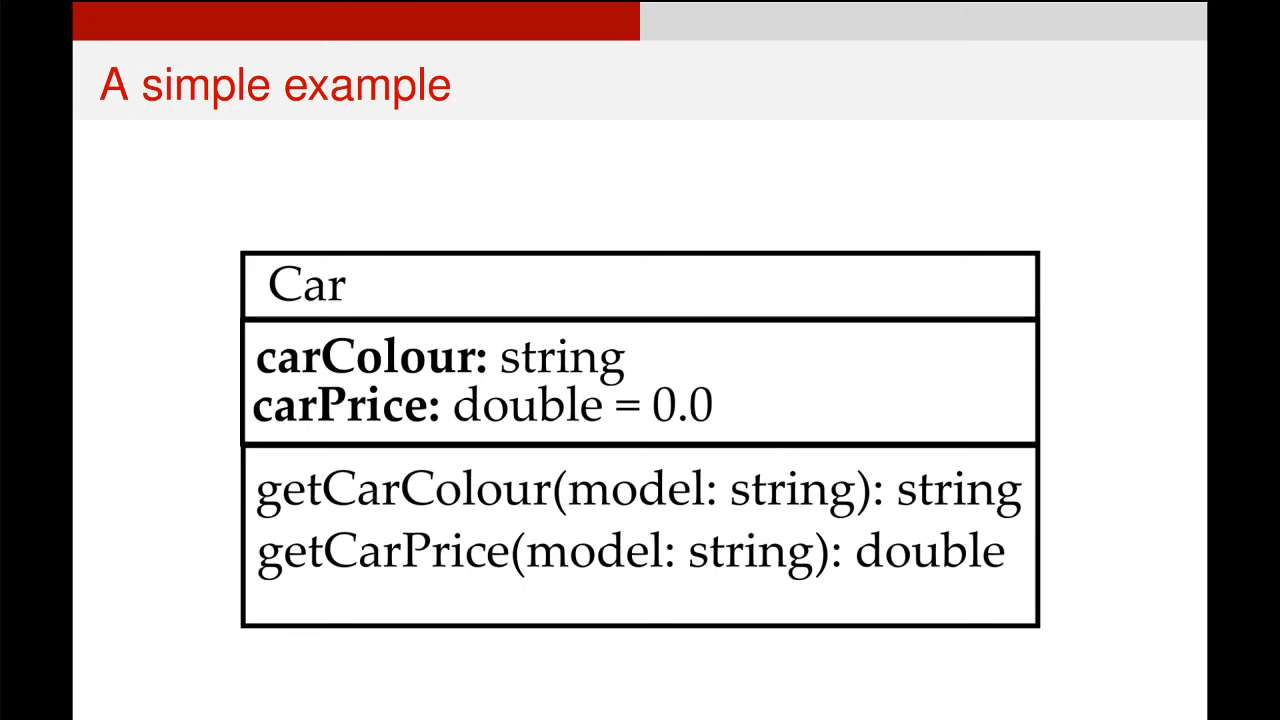 A simple example
Car
carColour: string
carPrice: double = 0.0
getCarColour(model: string): string
getCarPrice(model: string): double